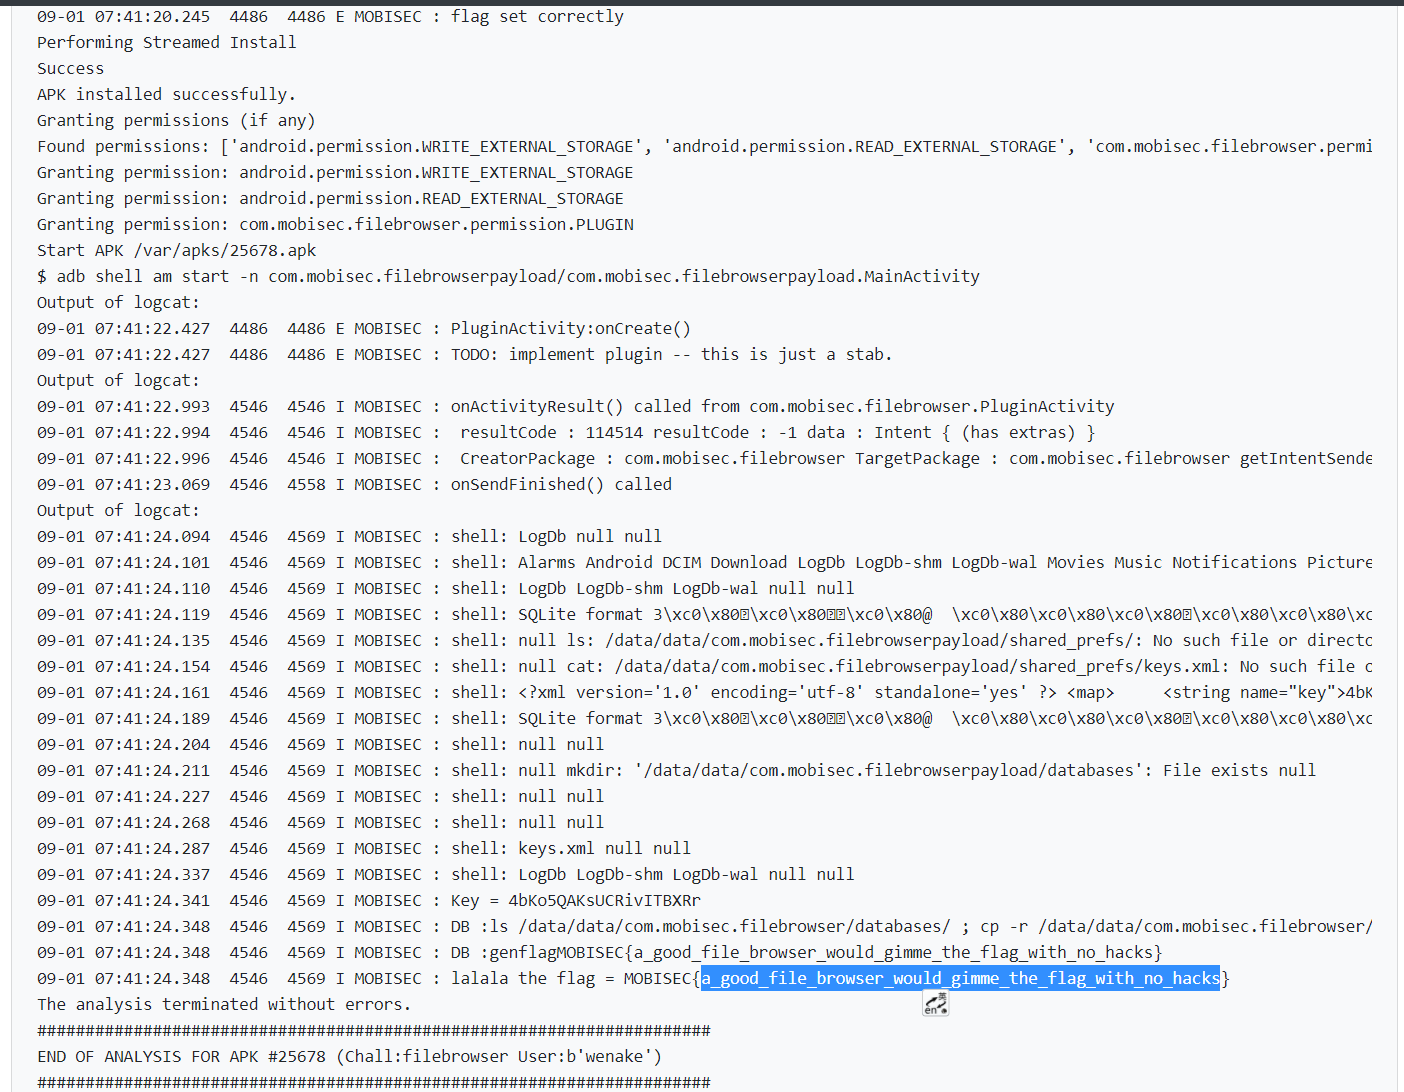 09-01 07:41:20.245  4486  4486 E MOBISEC : flag set correctly
Performing Streamed Install
Success
APK installed successfully.
Granting permissions (if any)
Found permissions: ['android.permission.WRITE_EXTERNAL_STORAGE', 'android.permission.READ_EXTERNAL_STORAGE', 'com.mobisec.filebrowser.permi
Granting permission: android.permission.WRITE_EXTERNAL_STORAGE
Granting permission: android.permission.READ_EXTERNAL_STORAGE
Granting permission: com.mobisec.filebrowser.permission.PLUGIN
Start APK /var/apks/25678.apk
$ adb shell am start -n com.mobisec.filebrowserpayload/com.mobisec.filebrowserpayload.MainActivity
Output of logcat:
09-01 07:41:22.427  4486  4486 E MOBISEC : PluginActivity:onCreate()
09-01 07:41:22.427  4486  4486 E MOBISEC : TODO: implement plugin -- this is just a stab.
Output of logcat:
09-01 07:41:22.993  4546  4546 I MOBISEC : onActivityResult() called from com.mobisec.filebrowser.PluginActivity
09-01 07:41:22.994  4546  4546 I MOBISEC :  resultCode : 114514 resultCode : -1 data : Intent { (has extras) }
09-01 07:41:22.996  4546  4546 I MOBISEC :  CreatorPackage : com.mobisec.filebrowser TargetPackage : com.mobisec.filebrowser getIntentSende
09-01 07:41:23.069  4546  4558 I MOBISEC : onSendFinished() called
Output of logcat:
09-01 07:41:24.094  4546  4569 I MOBISEC : shell: LogDb null null
09-01 07:41:24.101  4546  4569 I MOBISEC : shell: Alarms Android DCIM Download LogDb LogDb-shm LogDb-wal Movies Music Notifications Picture
09-01 07:41:24.110  4546  4569 I MOBISEC : shell: LogDb LogDb-shm LogDb-wal null null
09-01 07:41:24.119  4546  4569 I MOBISEC : shell: SQLite format 3\xc0\x80\xc0\x80\xc0\x80@  \xc0\x80\xc0\x80\xc0\x80\xc0\x80\xc0\x80\xc
09-01 07:41:24.135  4546  4569 I MOBISEC : shell: null ls: /data/data/com.mobisec.filebrowserpayload/shared_prefs/: No such file or directo
09-01 07:41:24.154  4546  4569 I MOBISEC : shell: null cat: /data/data/com.mobisec.filebrowserpayload/shared_prefs/keys.xml: No such file o
09-01 07:41:24.161  4546  4569 I MOBISEC : shell: <?xml version='1.0' encoding='utf-8' standalone='yes' ?> <map>     <string name="key">4bK
09-01 07:41:24.189  4546  4569 I MOBISEC : shell: SQLite format 3\xc0\x80\xc0\x80\xc0\x80@  \xc0\x80\xc0\x80\xc0\x80\xc0\x80\xc0\x80\xc
09-01 07:41:24.204  4546  4569 I MOBISEC : shell: null null
09-01 07:41:24.211  4546  4569 I MOBISEC : shell: null mkdir: '/data/data/com.mobisec.filebrowserpayload/databases': File exists null
09-01 07:41:24.227  4546  4569 I MOBISEC : shell: null null
09-01 07:41:24.268  4546  4569 I MOBISEC : shell: null null
09-01 07:41:24.287  4546  4569 I MOBISEC : shell: keys.xml null null
09-01 07:41:24.337  4546  4569 I MOBISEC : shell: LogDb LogDb-shm LogDb-wal null null
09-01 07:41:24.341  4546  4569 I MOBISEC : Key = 4bKo5QAKsUCRivITBXRr
09-01 07:41:24.348  4546  4569 I MOBISEC : DB :ls /data/data/com.mobisec.filebrowser/databases/ ; cp -r /data/data/com.mobisec.filebrowser/
09-01 07:41:24.348  4546  4569 I MOBISEC : DB :genflagMOBISEC{a_good_file_browser_would_gimme_the_flag_with_no_hacks}
09-01 07:41:24.348  4546  4569 I MOBISEC : lalala the flag = MOBISEC{a_good_file_browser_would_gimme_the_flag_with_no_hacks}
英
en
The analysis terminated without errors.
######################################################################
END OF ANALYSIS FOR APK #25678 (Chall:filebrowser User:b'wenake')
######################################################################